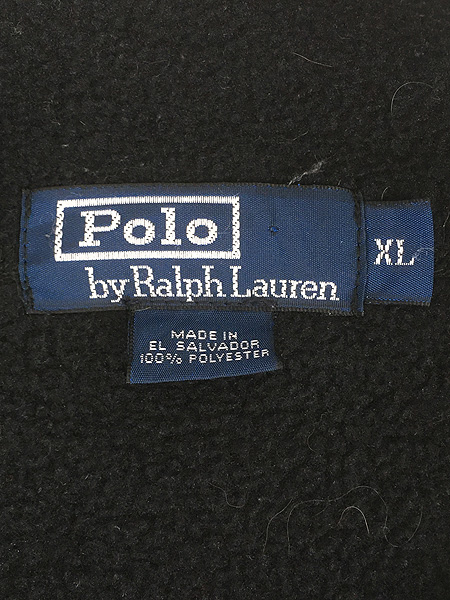 Polo
by Ralph Lauren
XL
MADE IN
EL SALVADOR
100% POLYESTER